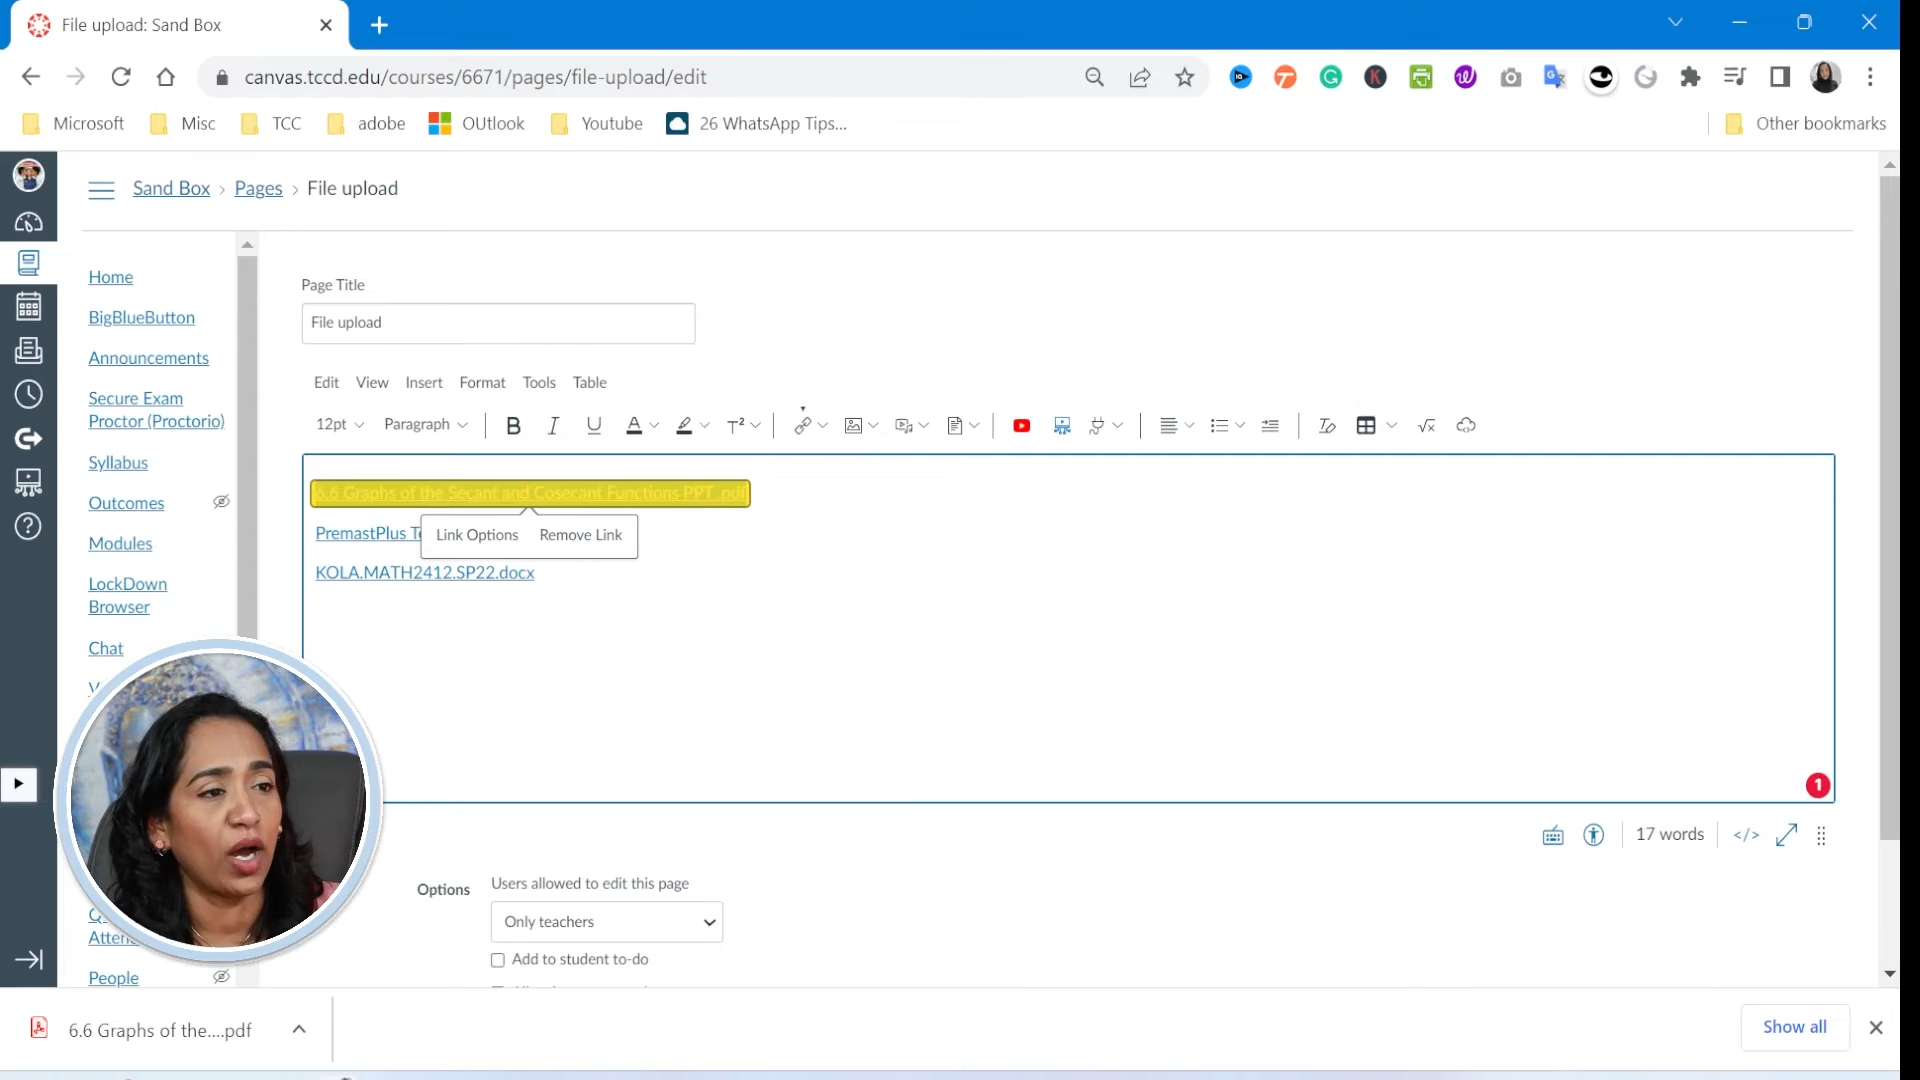 File upload: Sand Box
canvas.tccd.edu/courses/6671/pages/file-upload/edit
Microsoft
Misc
TCC
adobe
OUtlook
Youtube
26 WhatsApp Tips...
Other bookmarks
Sand Box › Pages › File upload
Home
BigBlueButton
Announcements
Secure Exam
Proctor (Proctorio)
Syllabus
Outcomes
Modules
LockDown
Browser
Chat
People
Page Title
File upload
Edit View Insert Format Tools Table
12pt Paragraph
6.6 Graphs of the Secant and Cosecant Functions PPT .pdf
Link Options Remove Link
PremastPlus
KOLA.MATH2412.SP22.docx
1
17 words </>
Options
Users allowed to edit this page
Only teachers
Add to student to-do
6.6 Graphs of the....pdf
Show all